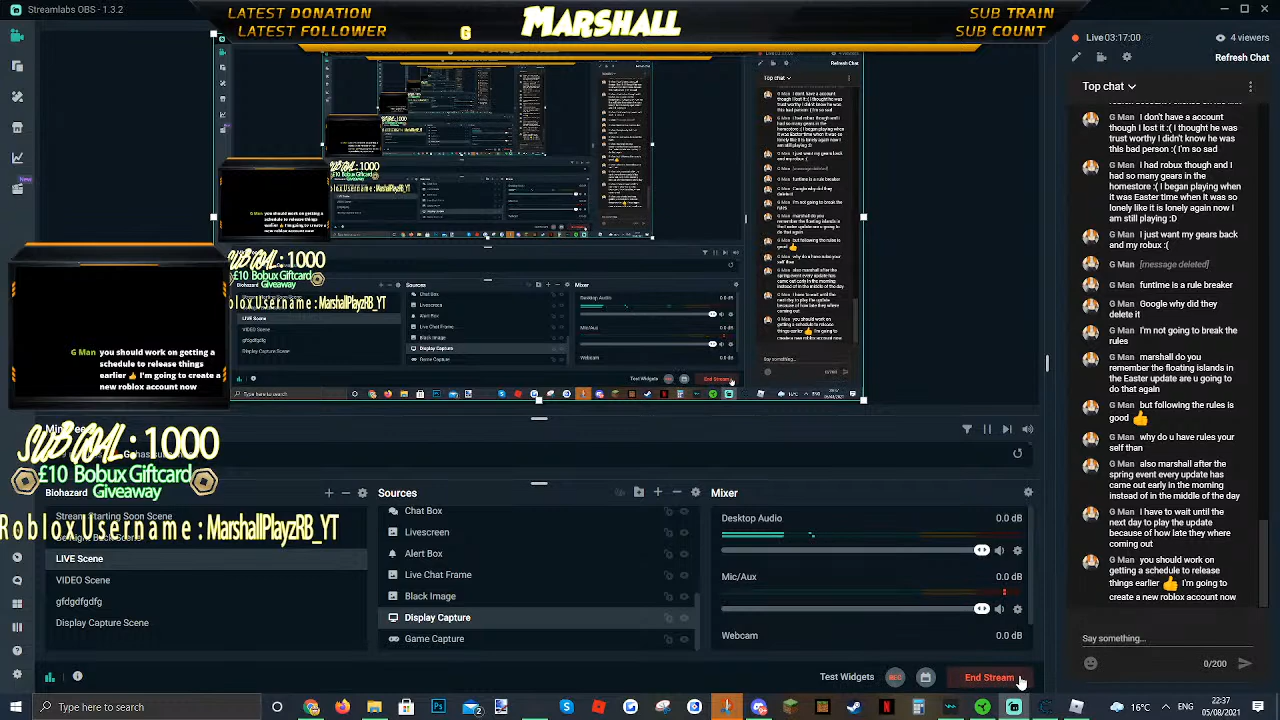 Streamlabs OBS - 1.3.2
LATEST DONATION
LATEST FOLLOWER
G
MARSHALL
SUB TRAIN
SUB COUNT
Live 03:17:00
4 viewers
Refresh Chat
Top chat
G Man I don't have a account
though I lost it :( I thought he was
trust worthy I didn't know he was
this bad person :( I'm so sad
G Man I had robux though and I
had so many gears in the
homestore :( I began playing when
it was Easter time when it was so
lonely like it is lonely again now I
am still playing :D
G Man I just want my gears back
and my robux :(
G Man [message deleted]
G Man funtime is a rule breaker
G Man Google why did they
delete it
G Man I'm not going to break the
rules
G Man marshall do you
remember the floating islands in
the Easter update are u going to
do that again
G Man but following the rules is
good 👍
G Man why do u have rules your
self then
G Man also marshall after the
spring event every update has
came out early in the morning
instead of in the middle of the day
G Man I have to wait until the
next day to play the update
because of how late they were
coming out
G Man you should work on
getting a schedule to release
things earlier 👍 I'm going to
create a new roblox account now
Say something...
0/200
New
G Man you should work on getting a
schedule to release things
earlier 👍 I'm going to create a
new roblox account now
SUB GOAL : 1000
£10 Bobux Giftcard
Giveaway
Roblox Username : MarshallPlayzRB_YT
Biohazard
Stream Starting Soon Scene
LIVE Scene
VIDEO Scene
gfdgdfgdfg
Display Capture Scene
Sources
Chat Box
Livescreen
Alert Box
Live Chat Frame
Black Image
Display Capture
Game Capture
Mixer
Desktop Audio 0.0 dB
Mic/Aux 0.0 dB
Webcam 0.0 dB
Test Widgets
REC
End Stream
Type here to search
22:37
05/08/2021